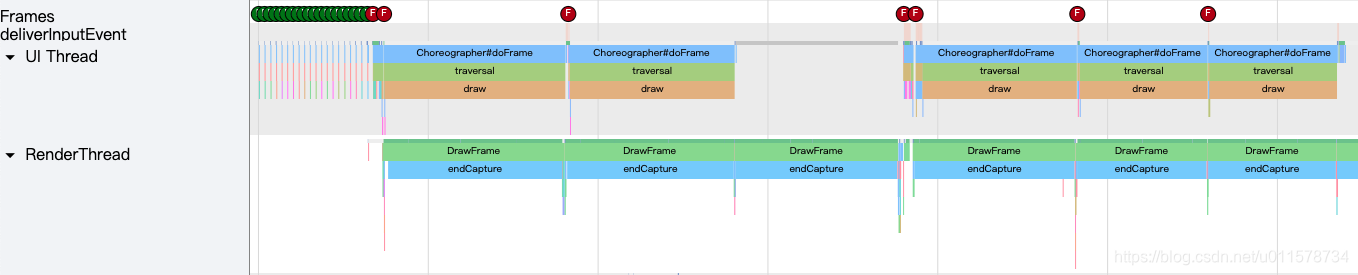 Frames
F F F F F F F
deliverInputEvent
UI Thread
Choreographer#doFrame Choreographer#doFrame Choreographer#doFrame Choreographer#doFrame Choreographer#doFrame
traversal traversal traversal traversal traversal
draw draw draw draw draw
RenderThread
DrawFrame DrawFrame DrawFrame DrawFrame DrawFrame DrawFrame
endCapture endCapture endCapture endCapture endCapture endCapture
https://blog.csdn.net/u011578734